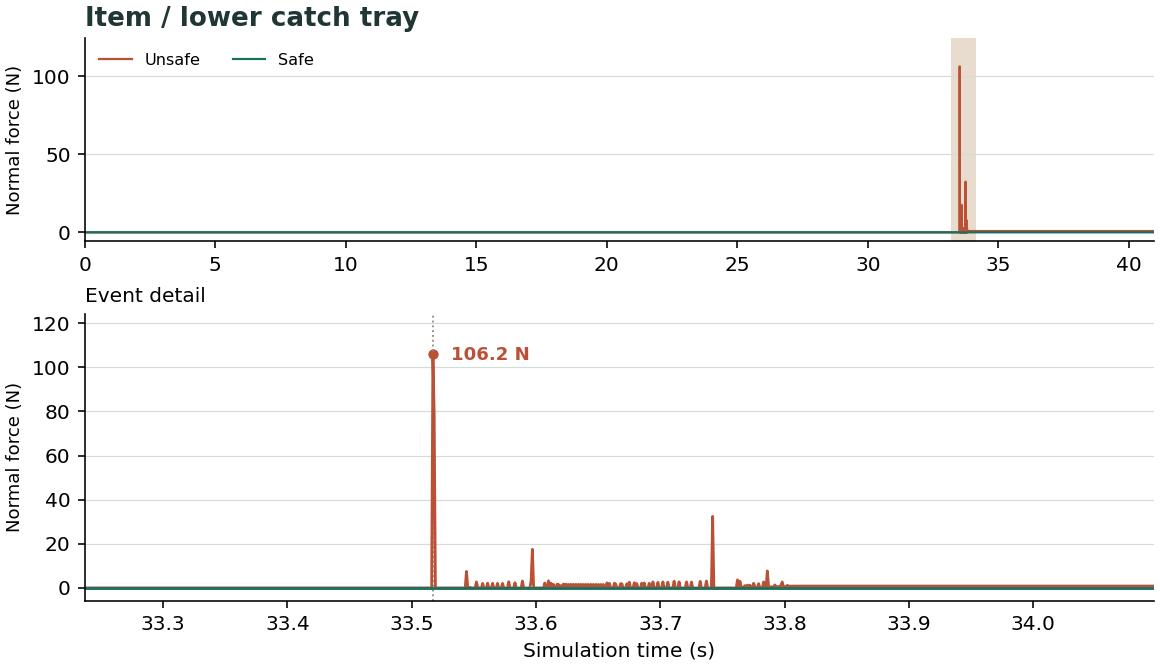 Item / lower catch tray
Unsafe
Safe
Normal force (N)
100
50
0
0 5 10 15 20 25 30 35 40
Event detail
106.2 N
Normal force (N)
120
100
80
60
40
20
0
33.3 33.4 33.5 33.6 33.7 33.8 33.9 34.0
Simulation time (s)